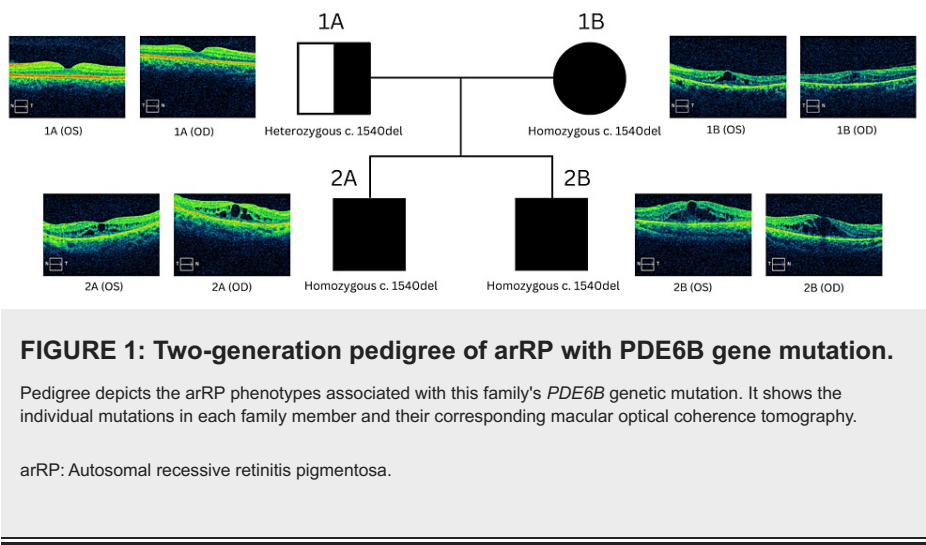 1A
1B
1A (OS)
1A (OD)
Heterozygous c. 1540del
Homozygous c. 1540del
1B (OS)
1B (OD)
2A
2B
2A (OS)
2A (OD)
Homozygous c. 1540del
Homozygous c. 1540del
2B (OS)
2B (OD)
N T
T N
N T
T N
N T
T N
N T
T N
FIGURE 1: Two-generation pedigree of arRP with PDE6B gene mutation.
Pedigree depicts the arRP phenotypes associated with this family's PDE6B genetic mutation. It shows the
individual mutations in each family member and their corresponding macular optical coherence tomography.
arRP: Autosomal recessive retinitis pigmentosa.